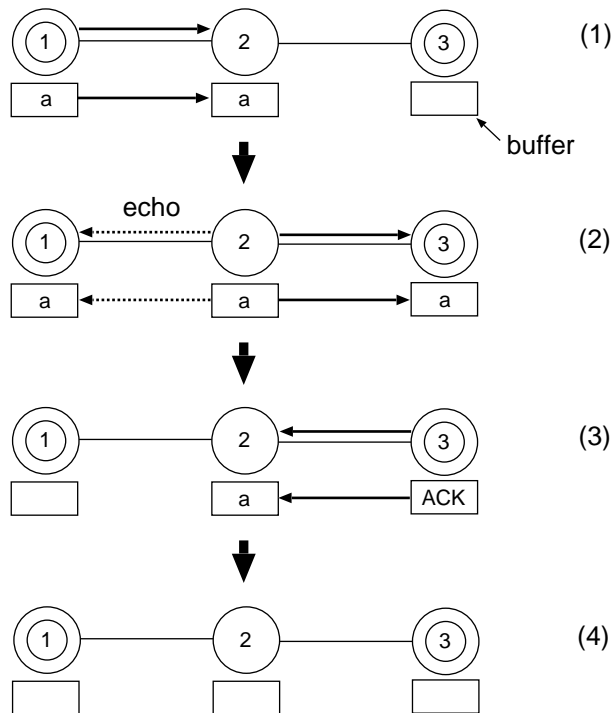 1 2 3 (1)
a a
buffer
echo
1 2 3 (2)
a a a
1 2 3 (3)
a ACK
1 2 3 (4)